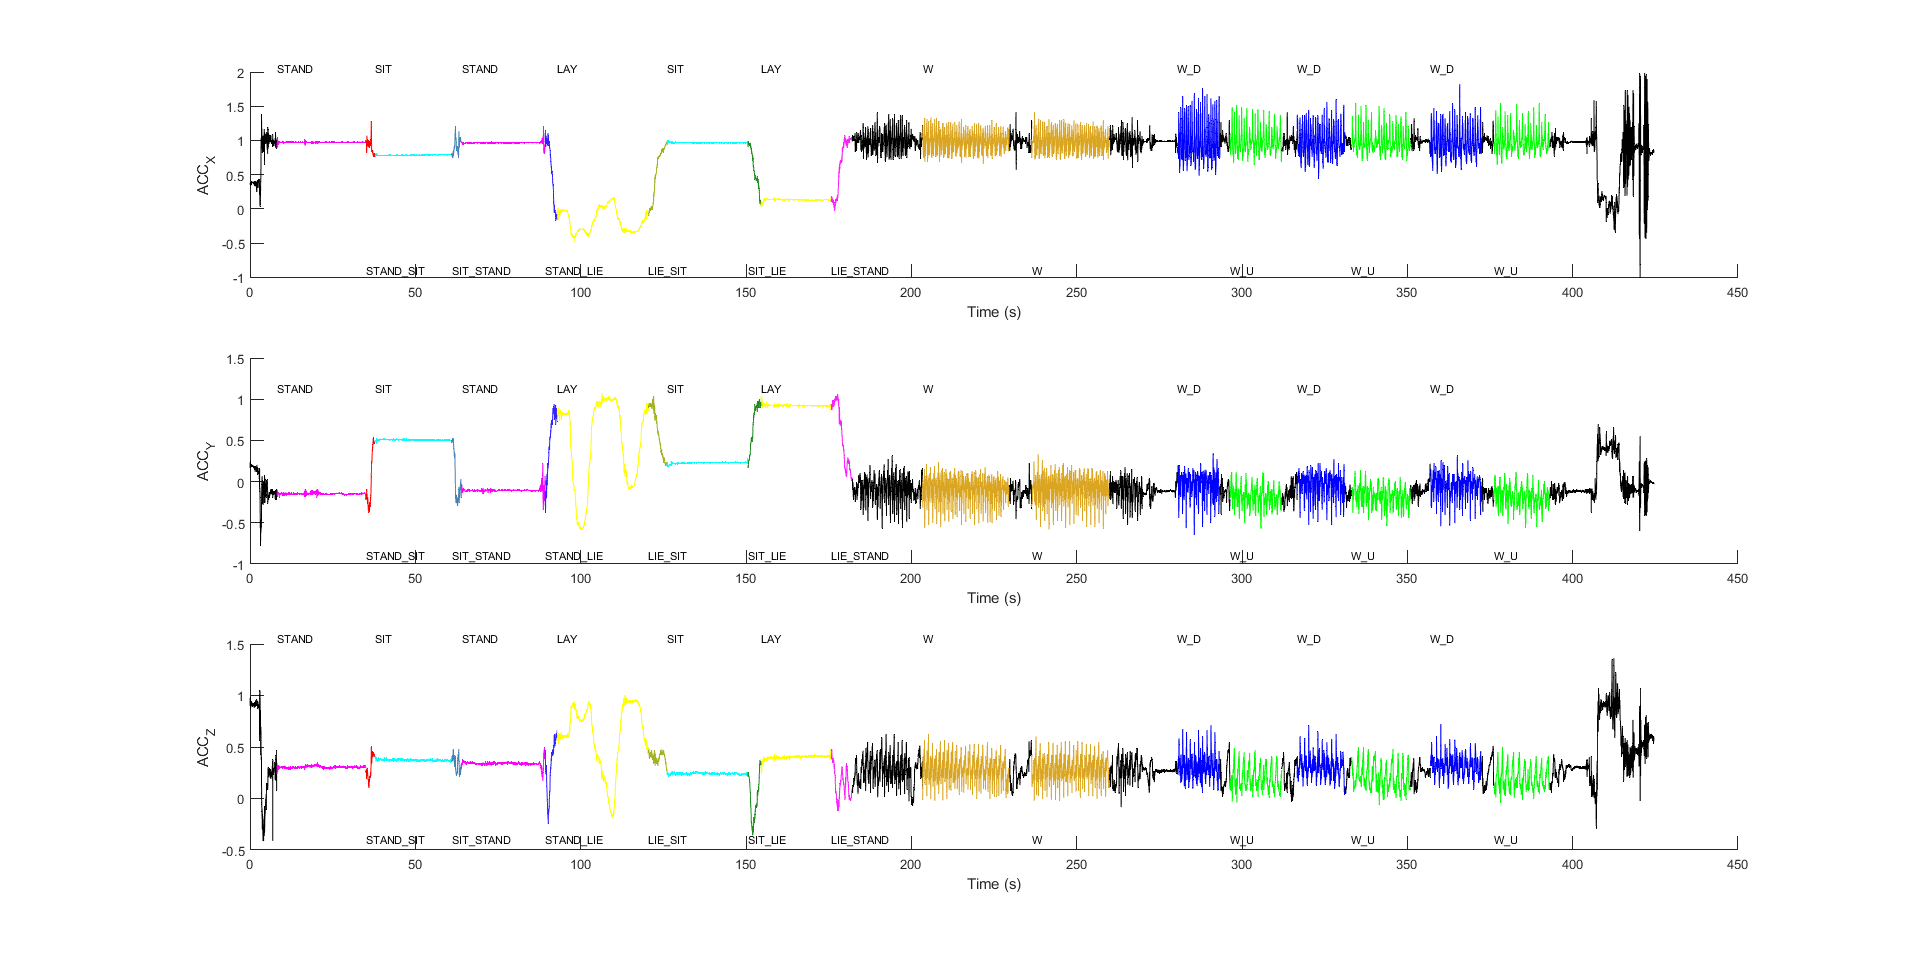 STAND SIT STAND LAY SIT LAY W W_D W_D W_D
2
1.5
1
0.5
0
-0.5
-1
ACC_X
STAND_SIT SIT_STAND STAND_LIE LIE_SIT SIT_LIE LIE_STAND W W_U W_U W_U
0 50 100 150 200 250 300 350 400 450
Time (s)
1.5
STAND SIT STAND LAY SIT LAY W W_D W_D W_D
1
0.5
0
-0.5
-1
ACC_Y
STAND_SIT SIT_STAND STAND_LIE LIE_SIT SIT_LIE LIE_STAND W W_U W_U W_U
0 50 100 150 200 250 300 350 400 450
Time (s)
STAND SIT STAND LAY SIT LAY W W_D W_D W_D
1.5
1
0.5
0
-0.5
ACC_Z
STAND_SIT SIT_STAND STAND_LIE LIE_SIT SIT_LIE LIE_STAND W W_U W_U W_U
0 50 100 150 200 250 300 350 400 450
Time (s)